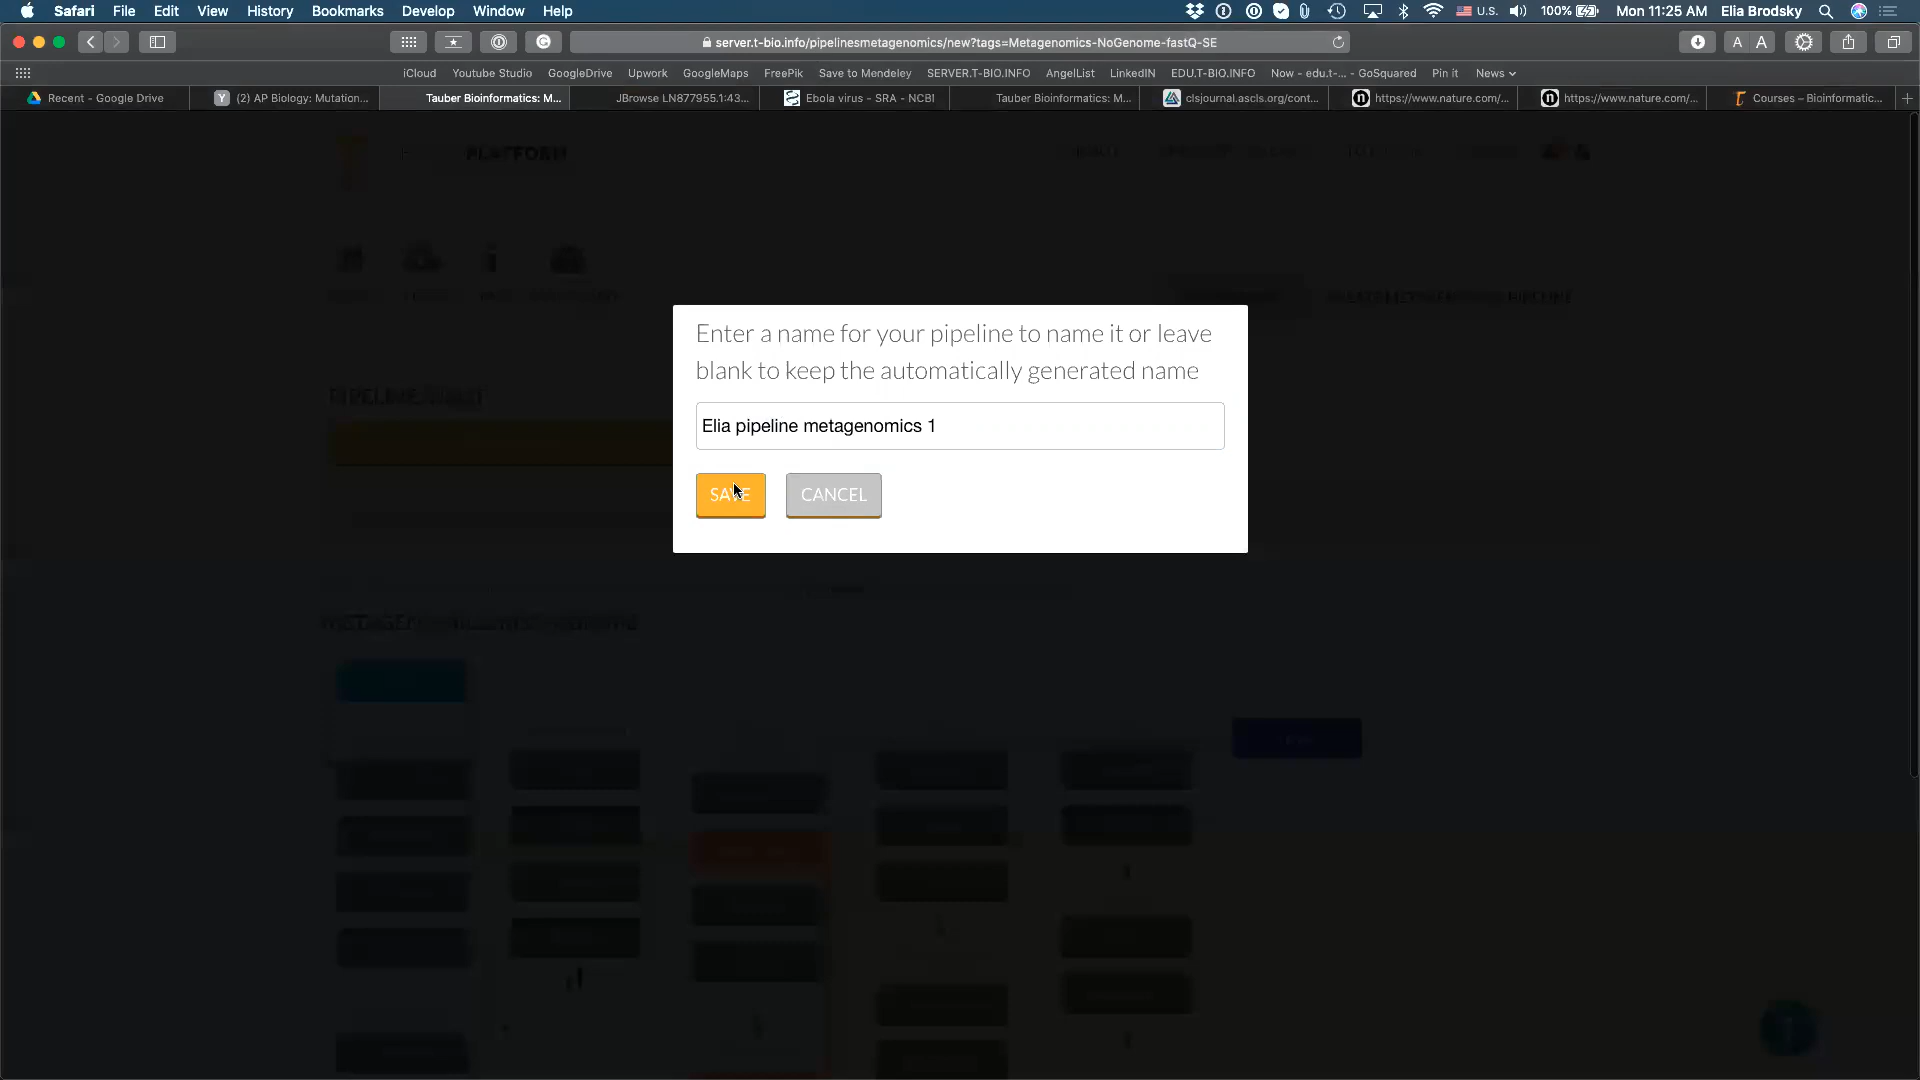 Safari File Edit View History Bookmarks Develop Window Help U.S. 100% Mon 11:25 AM Elia Brodsky
server.t-bio.info/pipelinesmetagenomics/new?tags=Metagenomics-NoGenome-fastQ-SE A A
iCloud Youtube Studio GoogleDrive Upwork GoogleMaps FreePik Save to Mendeley SERVER.T-BIO.INFO AngelList LinkedIN EDU.T-BIO.INFO Now - edu.t-... - GoSquared Pin it News
Recent - Google Drive (2) AP Biology: Mutation... Tauber Bioinformatics: M... JBrowse LN877955.1:43... Ebola virus - SRA - NCBI Tauber Bioinformatics: M... clsjournal.ascls.org/cont... https://www.nature.com/... https://www.nature.com/... Courses – Bioinformatic...
PLATFORM
Enter a name for your pipeline to name it or leave
blank to keep the automatically generated name
Elia pipeline metagenomics 1
SAVE CANCEL